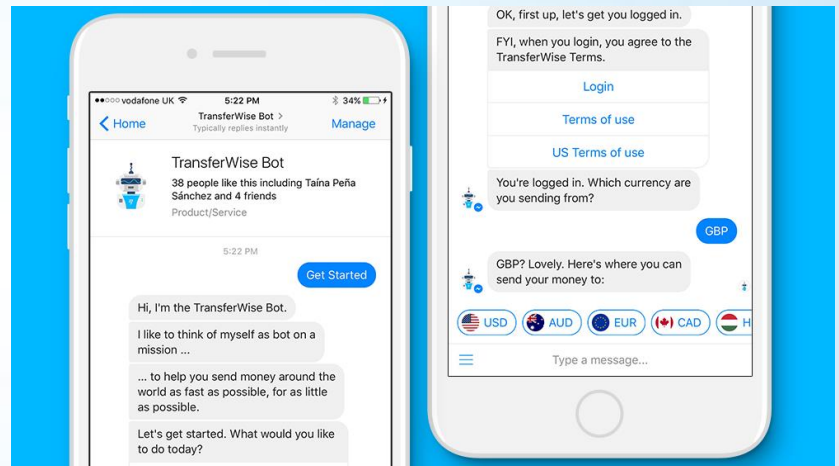 vodafone UK 5:22 PM 34%
Home TransferWise Bot > Manage
Typically replies instantly
TransferWise Bot
38 people like this including Taína Peña
Sánchez and 4 friends
Product/Service
5:22 PM
Get Started
Hi, I'm the TransferWise Bot.
I like to think of myself as bot on a
mission ...
... to help you send money around the
world as fast as possible, for as little
as possible.
Let's get started. What would you like
to do today?
OK, first up, let's get you logged in.
FYI, when you login, you agree to the
TransferWise Terms.
Login
Terms of use
US Terms of use
You're logged in. Which currency are
you sending from?
GBP
GBP? Lovely. Here's where you can
send your money to:
USD AUD EUR CAD H
Type a message...